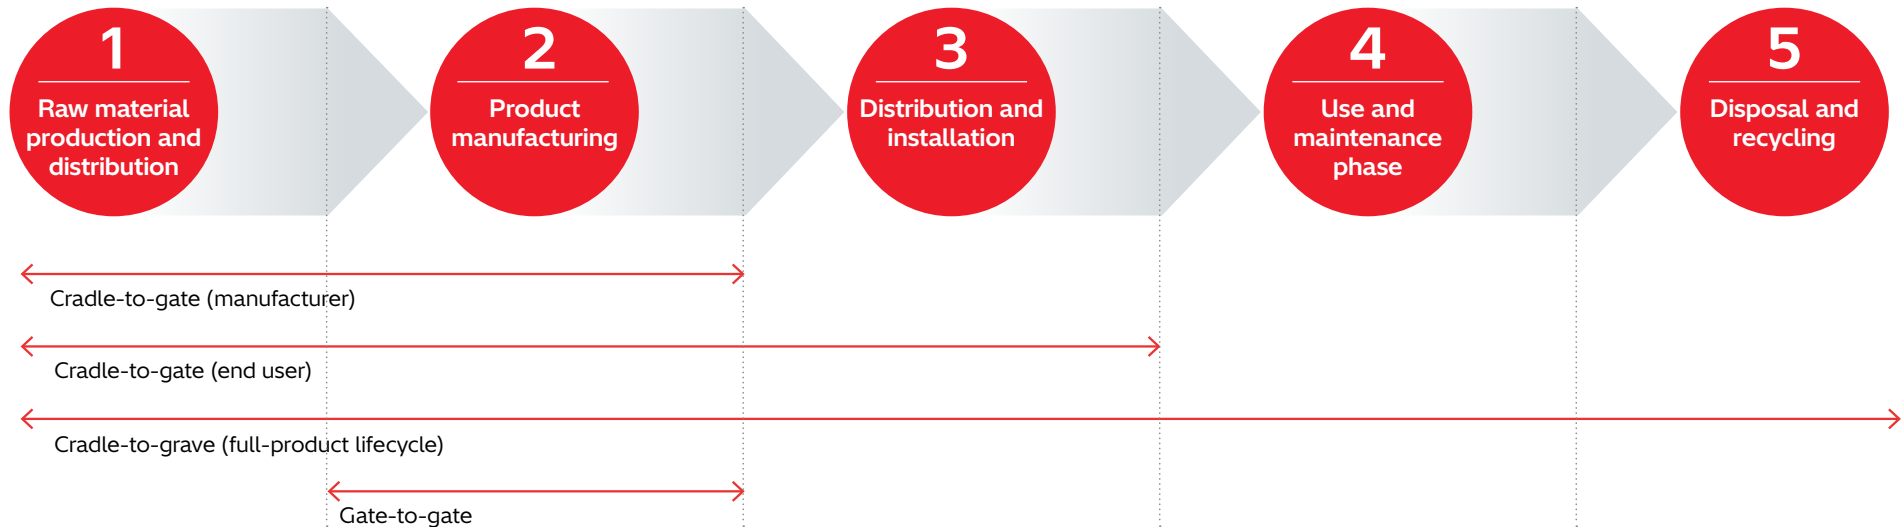 1
Raw material
production and
distribution
2
Product
manufacturing
3
Distribution and
installation
4
Use and
maintenance
phase
5
Disposal and
recycling
Cradle-to-gate (manufacturer)
Cradle-to-gate (end user)
Cradle-to-grave (full-product lifecycle)
Gate-to-gate